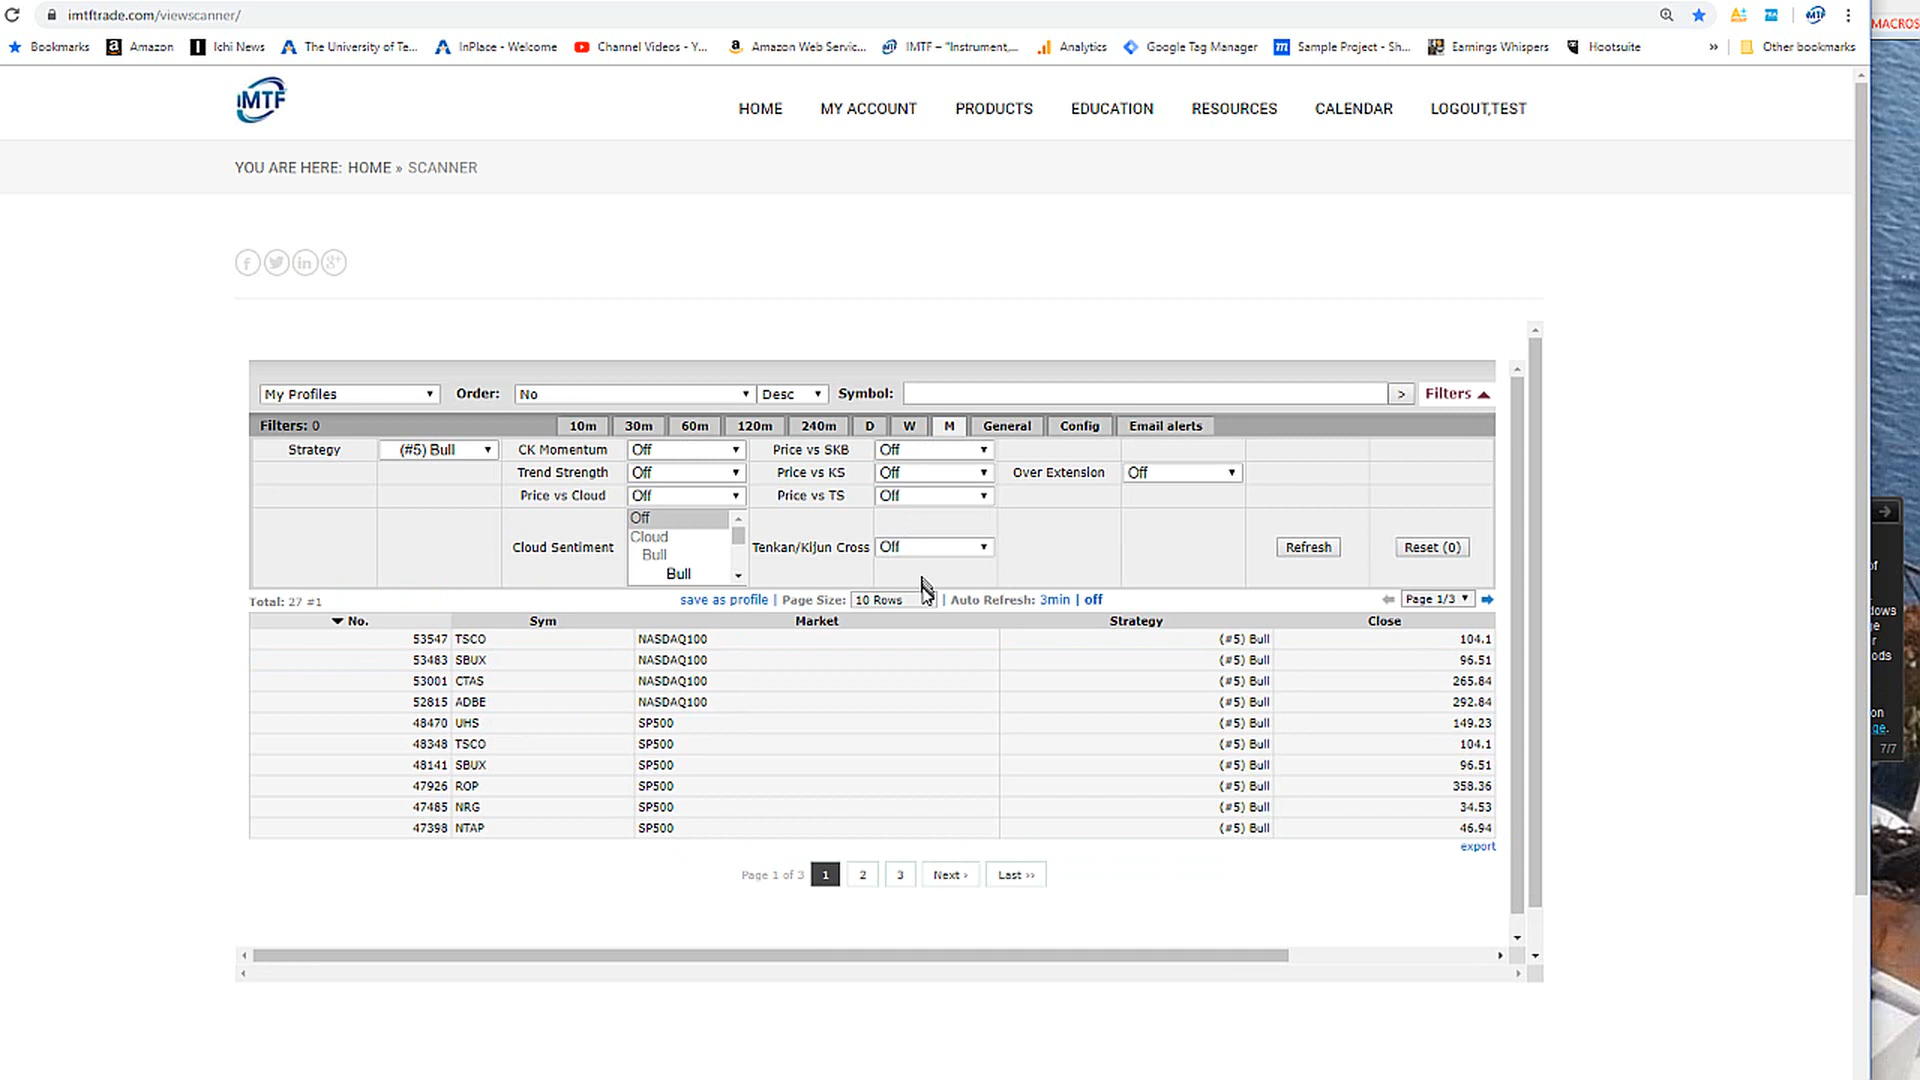 imtftrade.com/viewscanner/
MACROS
Bookmarks Amazon Ichi News The University of Te... InPlace - Welcome Channel Videos - Y... Amazon Web Servic... IMTF – "Instrument,... Analytics Google Tag Manager Sample Project - Sh... Earnings Whispers Hootsuite » Other bookmarks
IMTF
HOME MY ACCOUNT PRODUCTS EDUCATION RESOURCES CALENDAR LOGOUT,TEST
YOU ARE HERE: HOME » SCANNER
My Profiles Order: No Desc Symbol: > Filters
Filters: 0 10m 30m 60m 120m 240m D W M General Config Email alerts
Strategy (#5) Bull CK Momentum Off Price vs SKB Off
Trend Strength Off Price vs KS Off Over Extension Off
Price vs Cloud Off Price vs TS Off
Off
Cloud
Cloud Sentiment Bull Tenkan/Kijun Cross Off Refresh Reset (0)
Bull
Total: 27 #1 save as profile | Page Size: 10 Rows | Auto Refresh: 3min | off Page 1/3
No. Sym Market Strategy Close
53547 TSCO NASDAQ100 (#5) Bull 104.1
53483 SBUX NASDAQ100 (#5) Bull 96.51
53001 CTAS NASDAQ100 (#5) Bull 265.84
52815 ADBE NASDAQ100 (#5) Bull 292.84
48470 UHS SP500 (#5) Bull 149.23
48348 TSCO SP500 (#5) Bull 104.1
48141 SBUX SP500 (#5) Bull 96.51
47926 ROP SP500 (#5) Bull 358.36
47485 NRG SP500 (#5) Bull 34.53
47398 NTAP SP500 (#5) Bull 46.94
export
Page 1 of 3 1 2 3 Next › Last ››
7/7